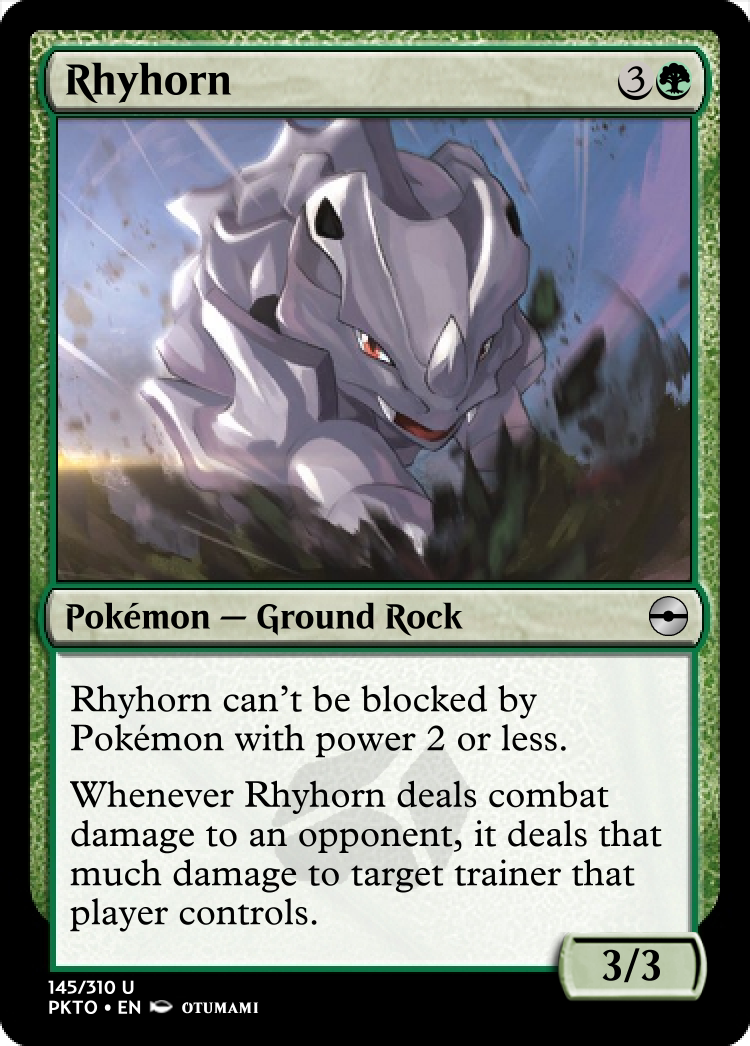 Rhyhorn 3
Pokémon — Ground Rock
Rhyhorn can't be blocked by
Pokémon with power 2 or less.
Whenever Rhyhorn deals combat
damage to an opponent, it deals that
much damage to target trainer that
player controls.
3/3
145/310 U
PKTO • EN OTUMAMI